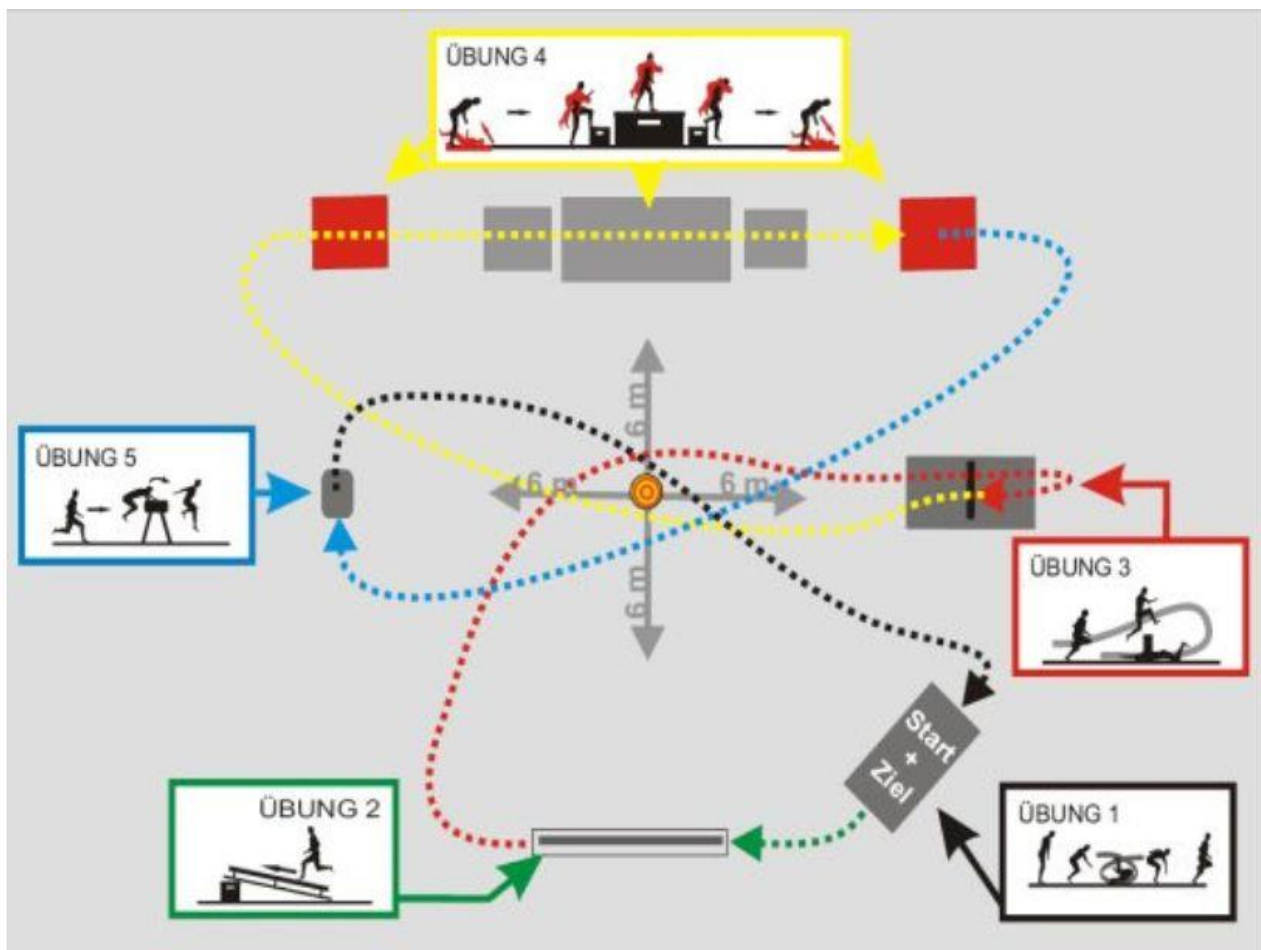 ÜBUNG 4
6 m
ÜBUNG 5
6 m
6 m
ÜBUNG 3
6 m
Start
+
Ziel
ÜBUNG 2
ÜBUNG 1